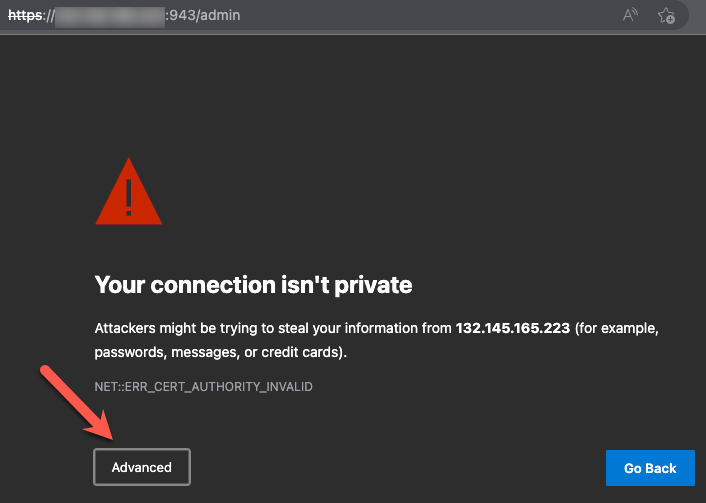 https:// :943/admin
Your connection isn't private
Attackers might be trying to steal your information from 132.145.165.223 (for example,
passwords, messages, or credit cards).
NET::ERR_CERT_AUTHORITY_INVALID
Advanced
Go Back